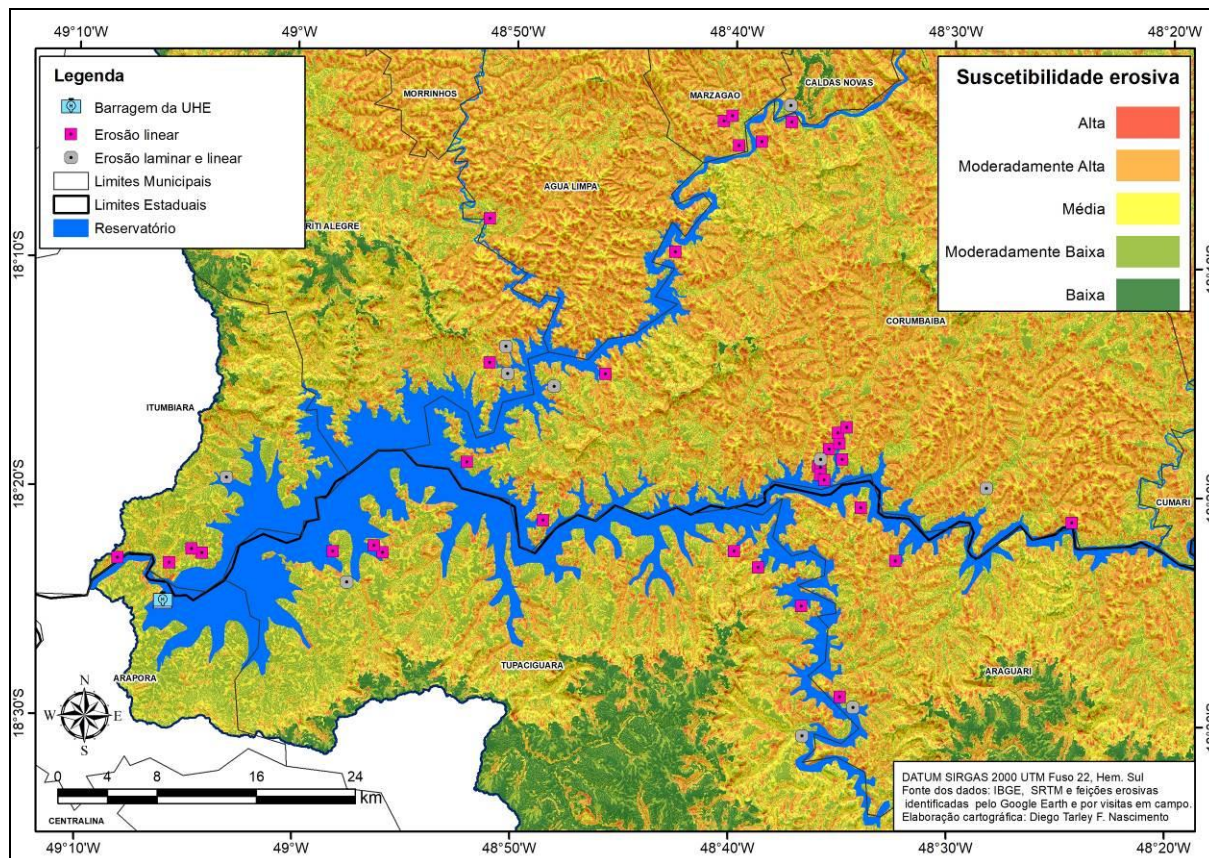 49°10'O 49°O 48°50'O 48°40'O 48°30'O 48°20'O
Legenda
Barragem da UHE
Erosão linear
Erosão laminar e linear
Limites Municipais
Limites Estaduais
Reservatório
Suscetibilidade erosiva
Alta
Moderadamente Alta
Média
Moderadamente Baixa
Baixa
MORRINHOS
MARZAGAO
CALDAS NOVAS
AGUA LIMPA
RITI ALEGRE
CORUMBAIBA
ITUMBIARA
CUMARI
TUPACIGUARA
ARAGUARI
ARAPORA
CENTRALINA
18°10'S
18°20'S
18°30'S
N
W E
S
0 4 8 16 24
km
DATUM SIRGAS 2000 UTM Fuso 22, Hem. Sul
Fonte dos dados: IBGE, SRTM e feições erosivas
identificadas pelo Google Earth e por visitas em campo.
Elaboração cartográfica: Diego Tarley F. Nascimento
49°10'O 49°O 48°50'O 48°40'O 48°30'O 48°20'O